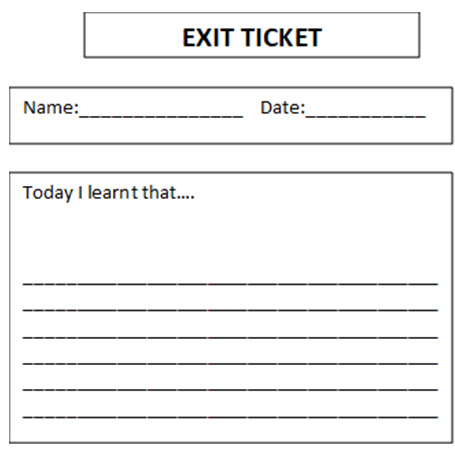 EXIT TICKET
Name:_______________ Date:___________
Today I learnt that….